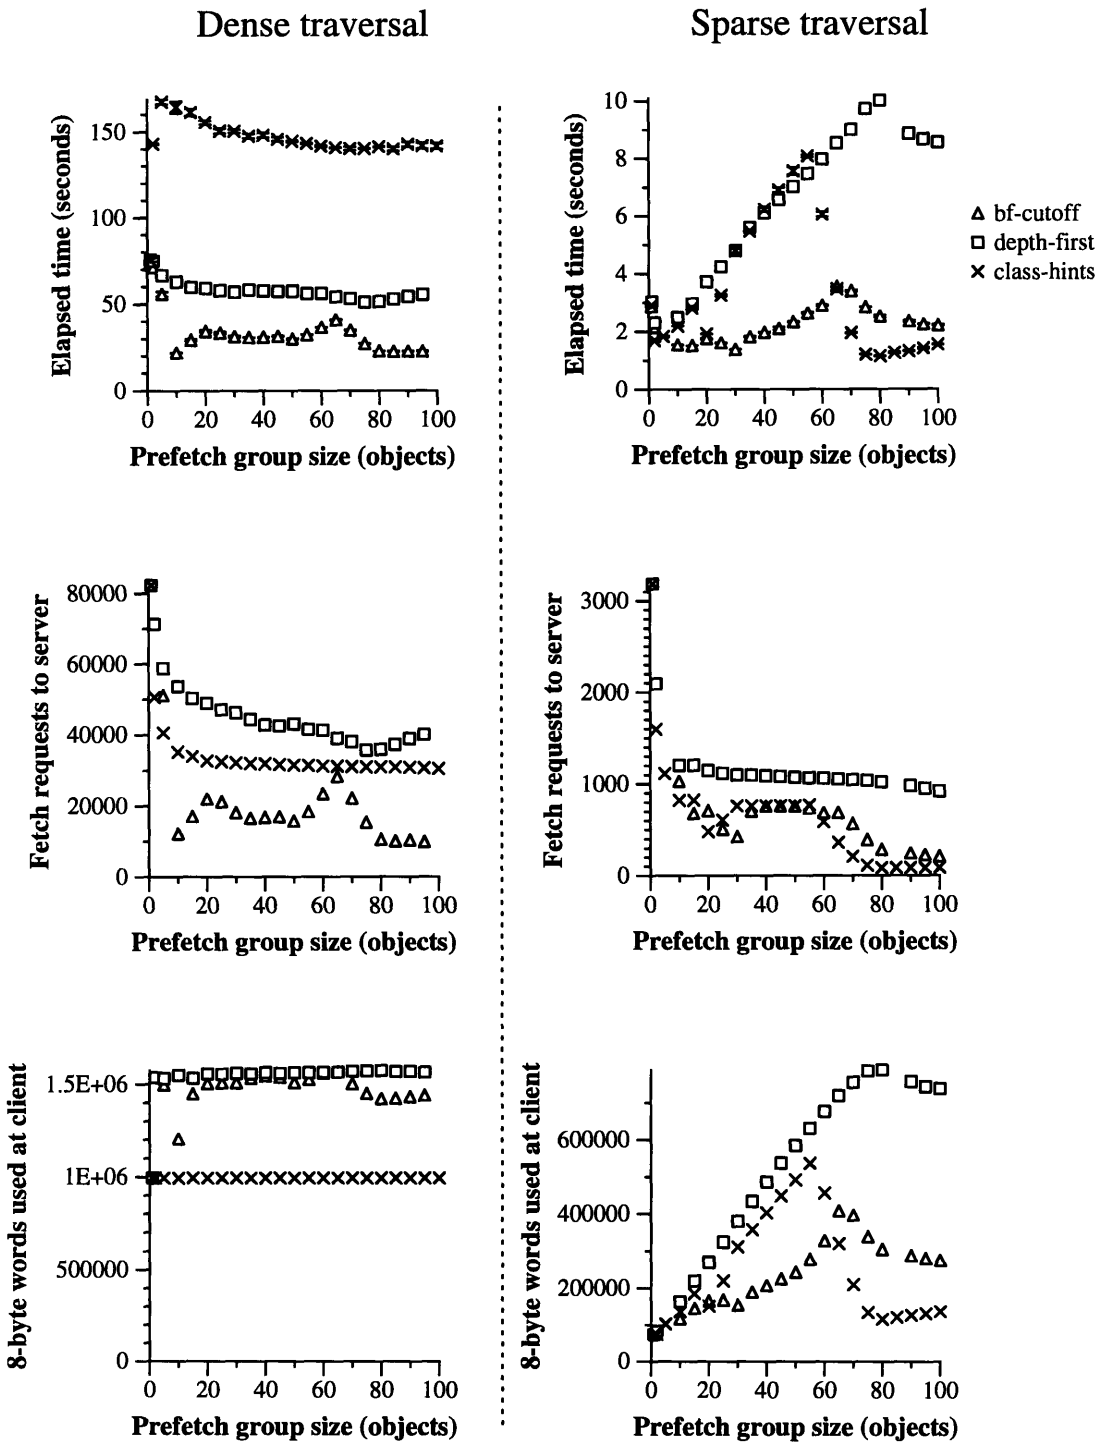 Dense traversal
Sparse traversal
Elapsed time (seconds)
150
100
50
0
0 20 40 60 80 100
Prefetch group size (objects)
Elapsed time (seconds)
10
8
6
4
2
0
0 20 40 60 80 100
Prefetch group size (objects)
bf-cutoff
depth-first
class-hints
Fetch requests to server
80000
60000
40000
20000
0
0 20 40 60 80 100
Prefetch group size (objects)
Fetch requests to server
3000
2000
1000
0
0 20 40 60 80 100
Prefetch group size (objects)
8-byte words used at client
1.5E+06
1E+06
500000
0
0 20 40 60 80 100
Prefetch group size (objects)
8-byte words used at client
600000
400000
200000
0
0 20 40 60 80 100
Prefetch group size (objects)